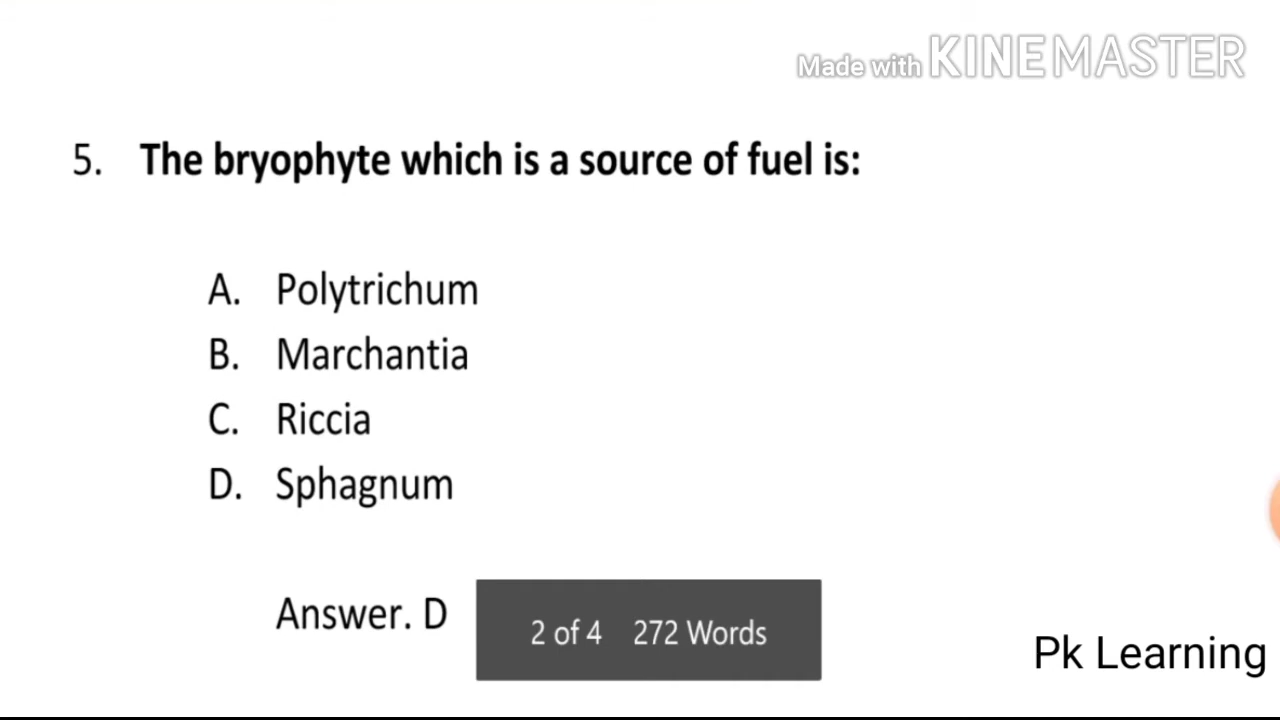 Made with KINEMASTER
5. The bryophyte which is a source of fuel is:
A. Polytrichum
B. Marchantia
C. Riccia
D. Sphagnum
Answer. D
2 of 4 272 Words
Pk Learning